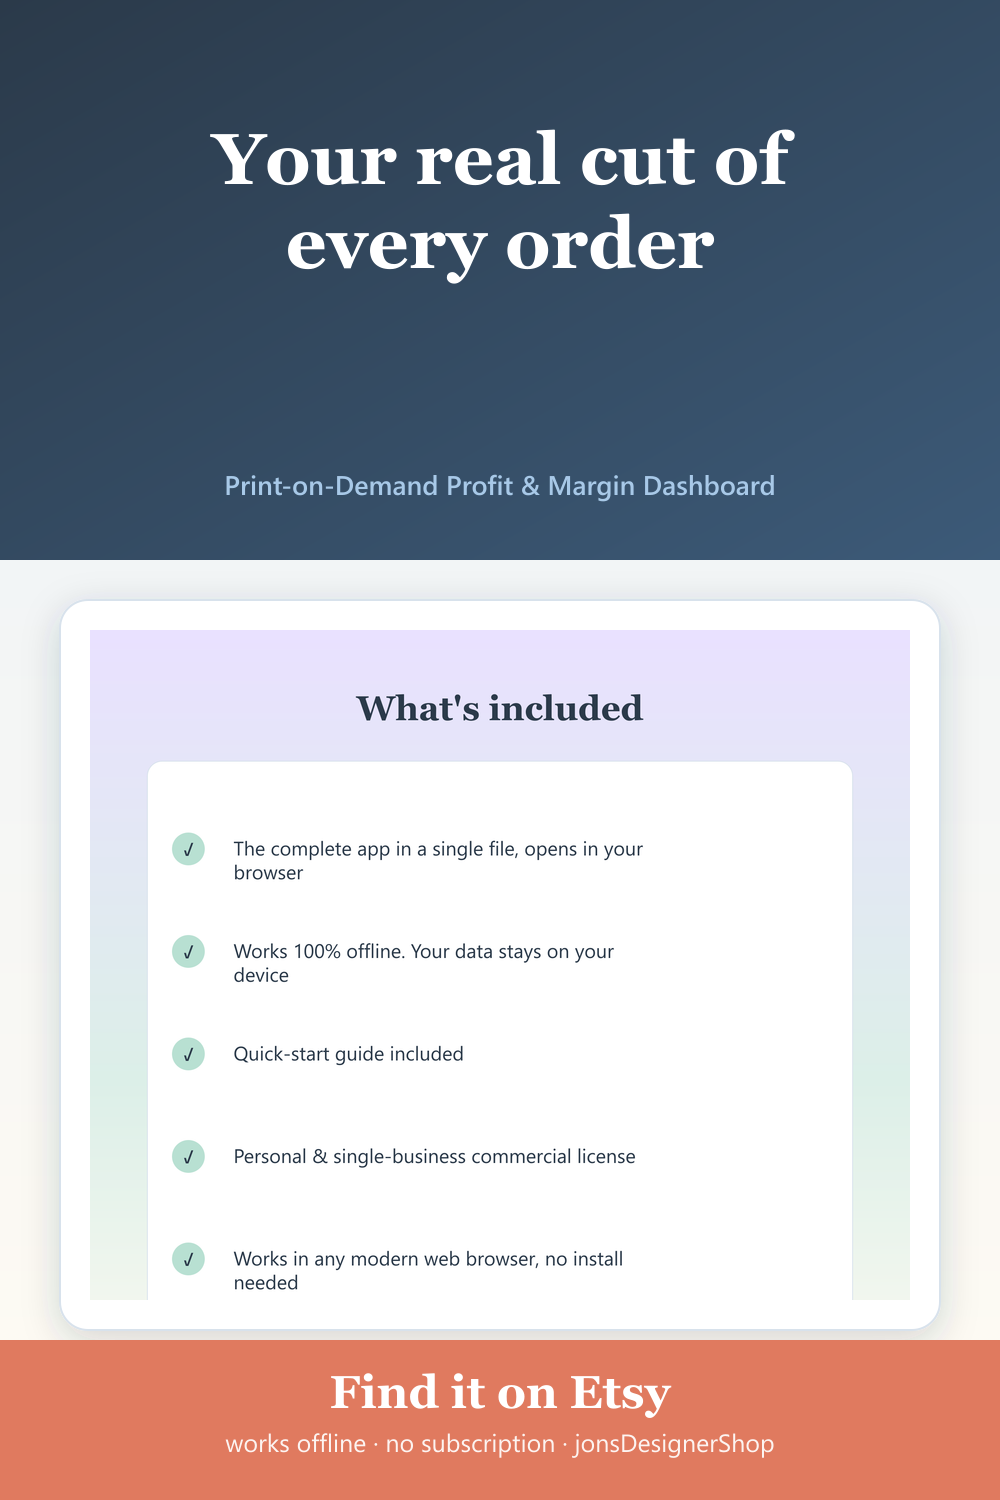 Your real cut of
every order
Print-on-Demand Profit & Margin Dashboard
What's included
✓ The complete app in a single file, opens in your
browser
✓ Works 100% offline. Your data stays on your
device
✓ Quick-start guide included
✓ Personal & single-business commercial license
✓ Works in any modern web browser, no install
needed
Find it on Etsy
works offline · no subscription · jonsDesignerShop